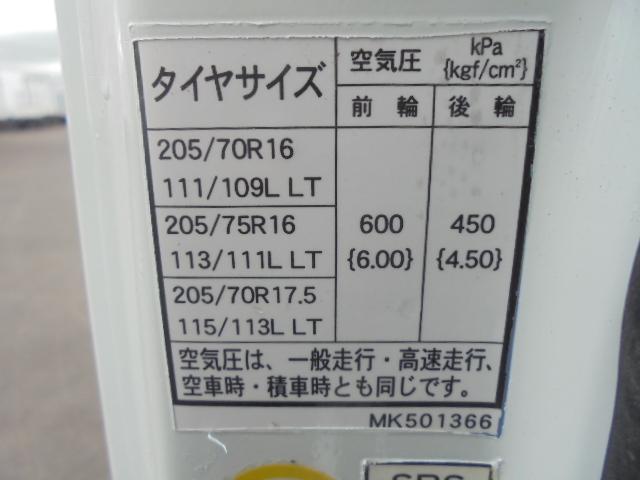 タイヤサイズ
空気圧 kPa
{kgf/cm²}
前輪 後輪
205/70R16
111/109L LT
205/75R16
113/111L LT
205/70R17.5
115/113L LT
600
{6.00}
450
{4.50}
空気圧は、一般走行・高速走行、
空車時・積車時とも同じです。
MK501366